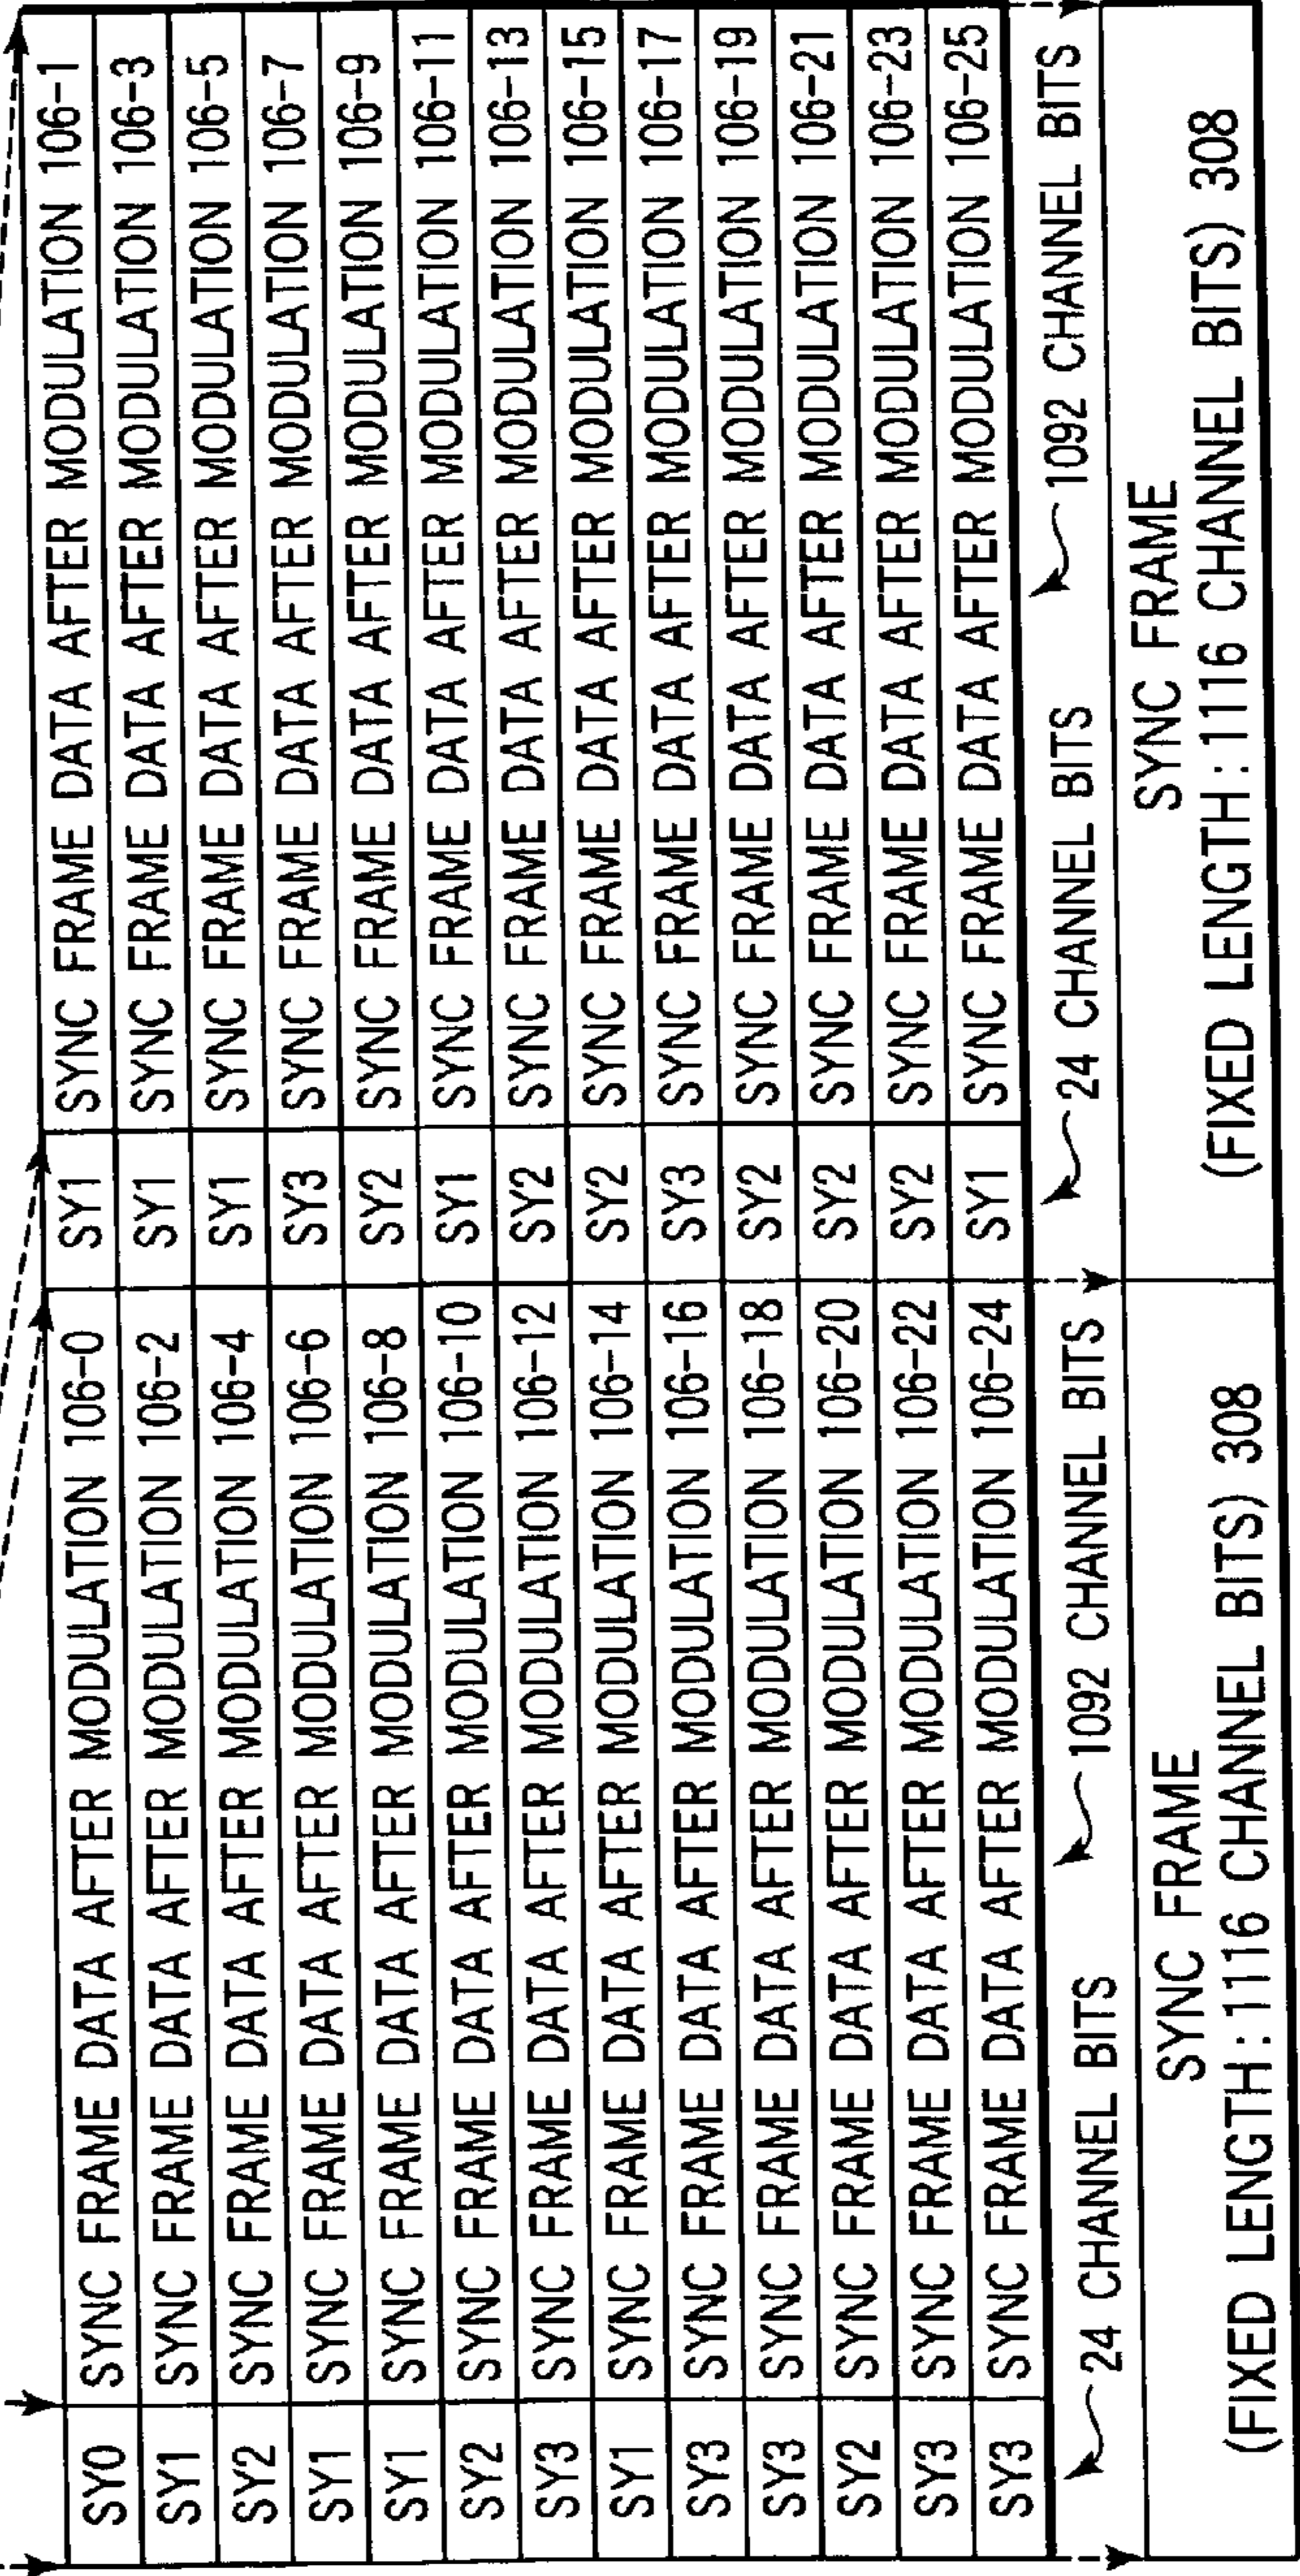 SY0 SYNC FRAME DATA AFTER MODULATION 106-0 SY1 SYNC FRAME DATA AFTER MODULATION 106-1
SY1 SYNC FRAME DATA AFTER MODULATION 106-2 SY1 SYNC FRAME DATA AFTER MODULATION 106-3
SY2 SYNC FRAME DATA AFTER MODULATION 106-4 SY1 SYNC FRAME DATA AFTER MODULATION 106-5
SY1 SYNC FRAME DATA AFTER MODULATION 106-6 SY3 SYNC FRAME DATA AFTER MODULATION 106-7
SY1 SYNC FRAME DATA AFTER MODULATION 106-8 SY2 SYNC FRAME DATA AFTER MODULATION 106-9
SY2 SYNC FRAME DATA AFTER MODULATION 106-10 SY1 SYNC FRAME DATA AFTER MODULATION 106-11
SY3 SYNC FRAME DATA AFTER MODULATION 106-12 SY2 SYNC FRAME DATA AFTER MODULATION 106-13
SY1 SYNC FRAME DATA AFTER MODULATION 106-14 SY2 SYNC FRAME DATA AFTER MODULATION 106-15
SY3 SYNC FRAME DATA AFTER MODULATION 106-16 SY3 SYNC FRAME DATA AFTER MODULATION 106-17
SY3 SYNC FRAME DATA AFTER MODULATION 106-18 SY2 SYNC FRAME DATA AFTER MODULATION 106-19
SY2 SYNC FRAME DATA AFTER MODULATION 106-20 SY2 SYNC FRAME DATA AFTER MODULATION 106-21
SY3 SYNC FRAME DATA AFTER MODULATION 106-22 SY2 SYNC FRAME DATA AFTER MODULATION 106-23
SY3 SYNC FRAME DATA AFTER MODULATION 106-24 SY1 SYNC FRAME DATA AFTER MODULATION 106-25
24 CHANNEL BITS 1092 CHANNEL BITS 24 CHANNEL BITS 1092 CHANNEL BITS
SYNC FRAME
(FIXED LENGTH:1116 CHANNEL BITS) 308
SYNC FRAME
(FIXED LENGTH:1116 CHANNEL BITS) 308